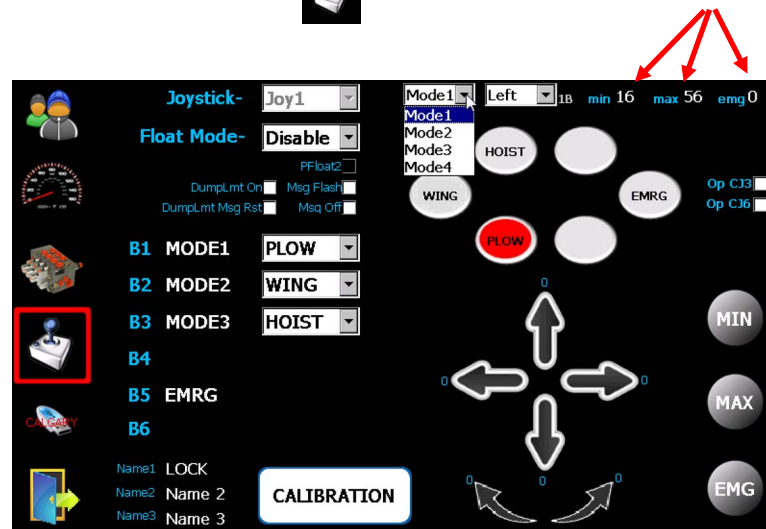 Joystick- Joy1
Float Mode- Disable
PFloat2
DumpLmt On Msg Flash
DumpLmt Msg Rst Msg Off
B1 MODE1 PLOW
B2 MODE2 WING
B3 MODE3 HOIST
B4
B5 EMRG
B6
Name1 LOCK
Name2 Name 2
Name3 Name 3
CALIBRATION
CALGARY
Mode1 Left 1B min 16 max 56 emg 0
Mode1
Mode2
Mode3
Mode4
HOIST
WING EMRG
PLOW
Op CJ3
Op CJ6
0
0 0
0 0 0
MIN
MAX
EMG